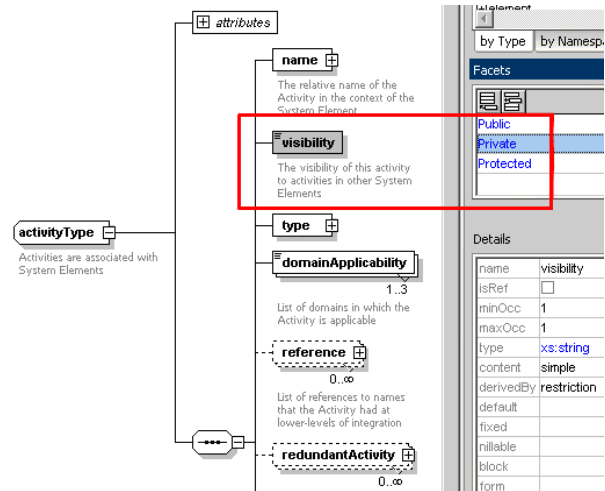 attributes
name
The relative name of the
Activity in the context of the
System Element
visibility
The visibility of this activity
to activities in other System
Elements
type
activityType
Activities are associated with
System Elements
domainApplicability
1..3
List of domains in which the
Activity is applicable
reference
0..∞
List of references to names
that the Activity had at
lower-levels of integration
redundantActivity
0..∞
element
by Type
by Namespa
Facets
Public
Private
Protected
Details
name visibility
isRef
minOcc 1
maxOcc 1
type xs:string
content simple
derivedBy restriction
default
fixed
nillable
block
form